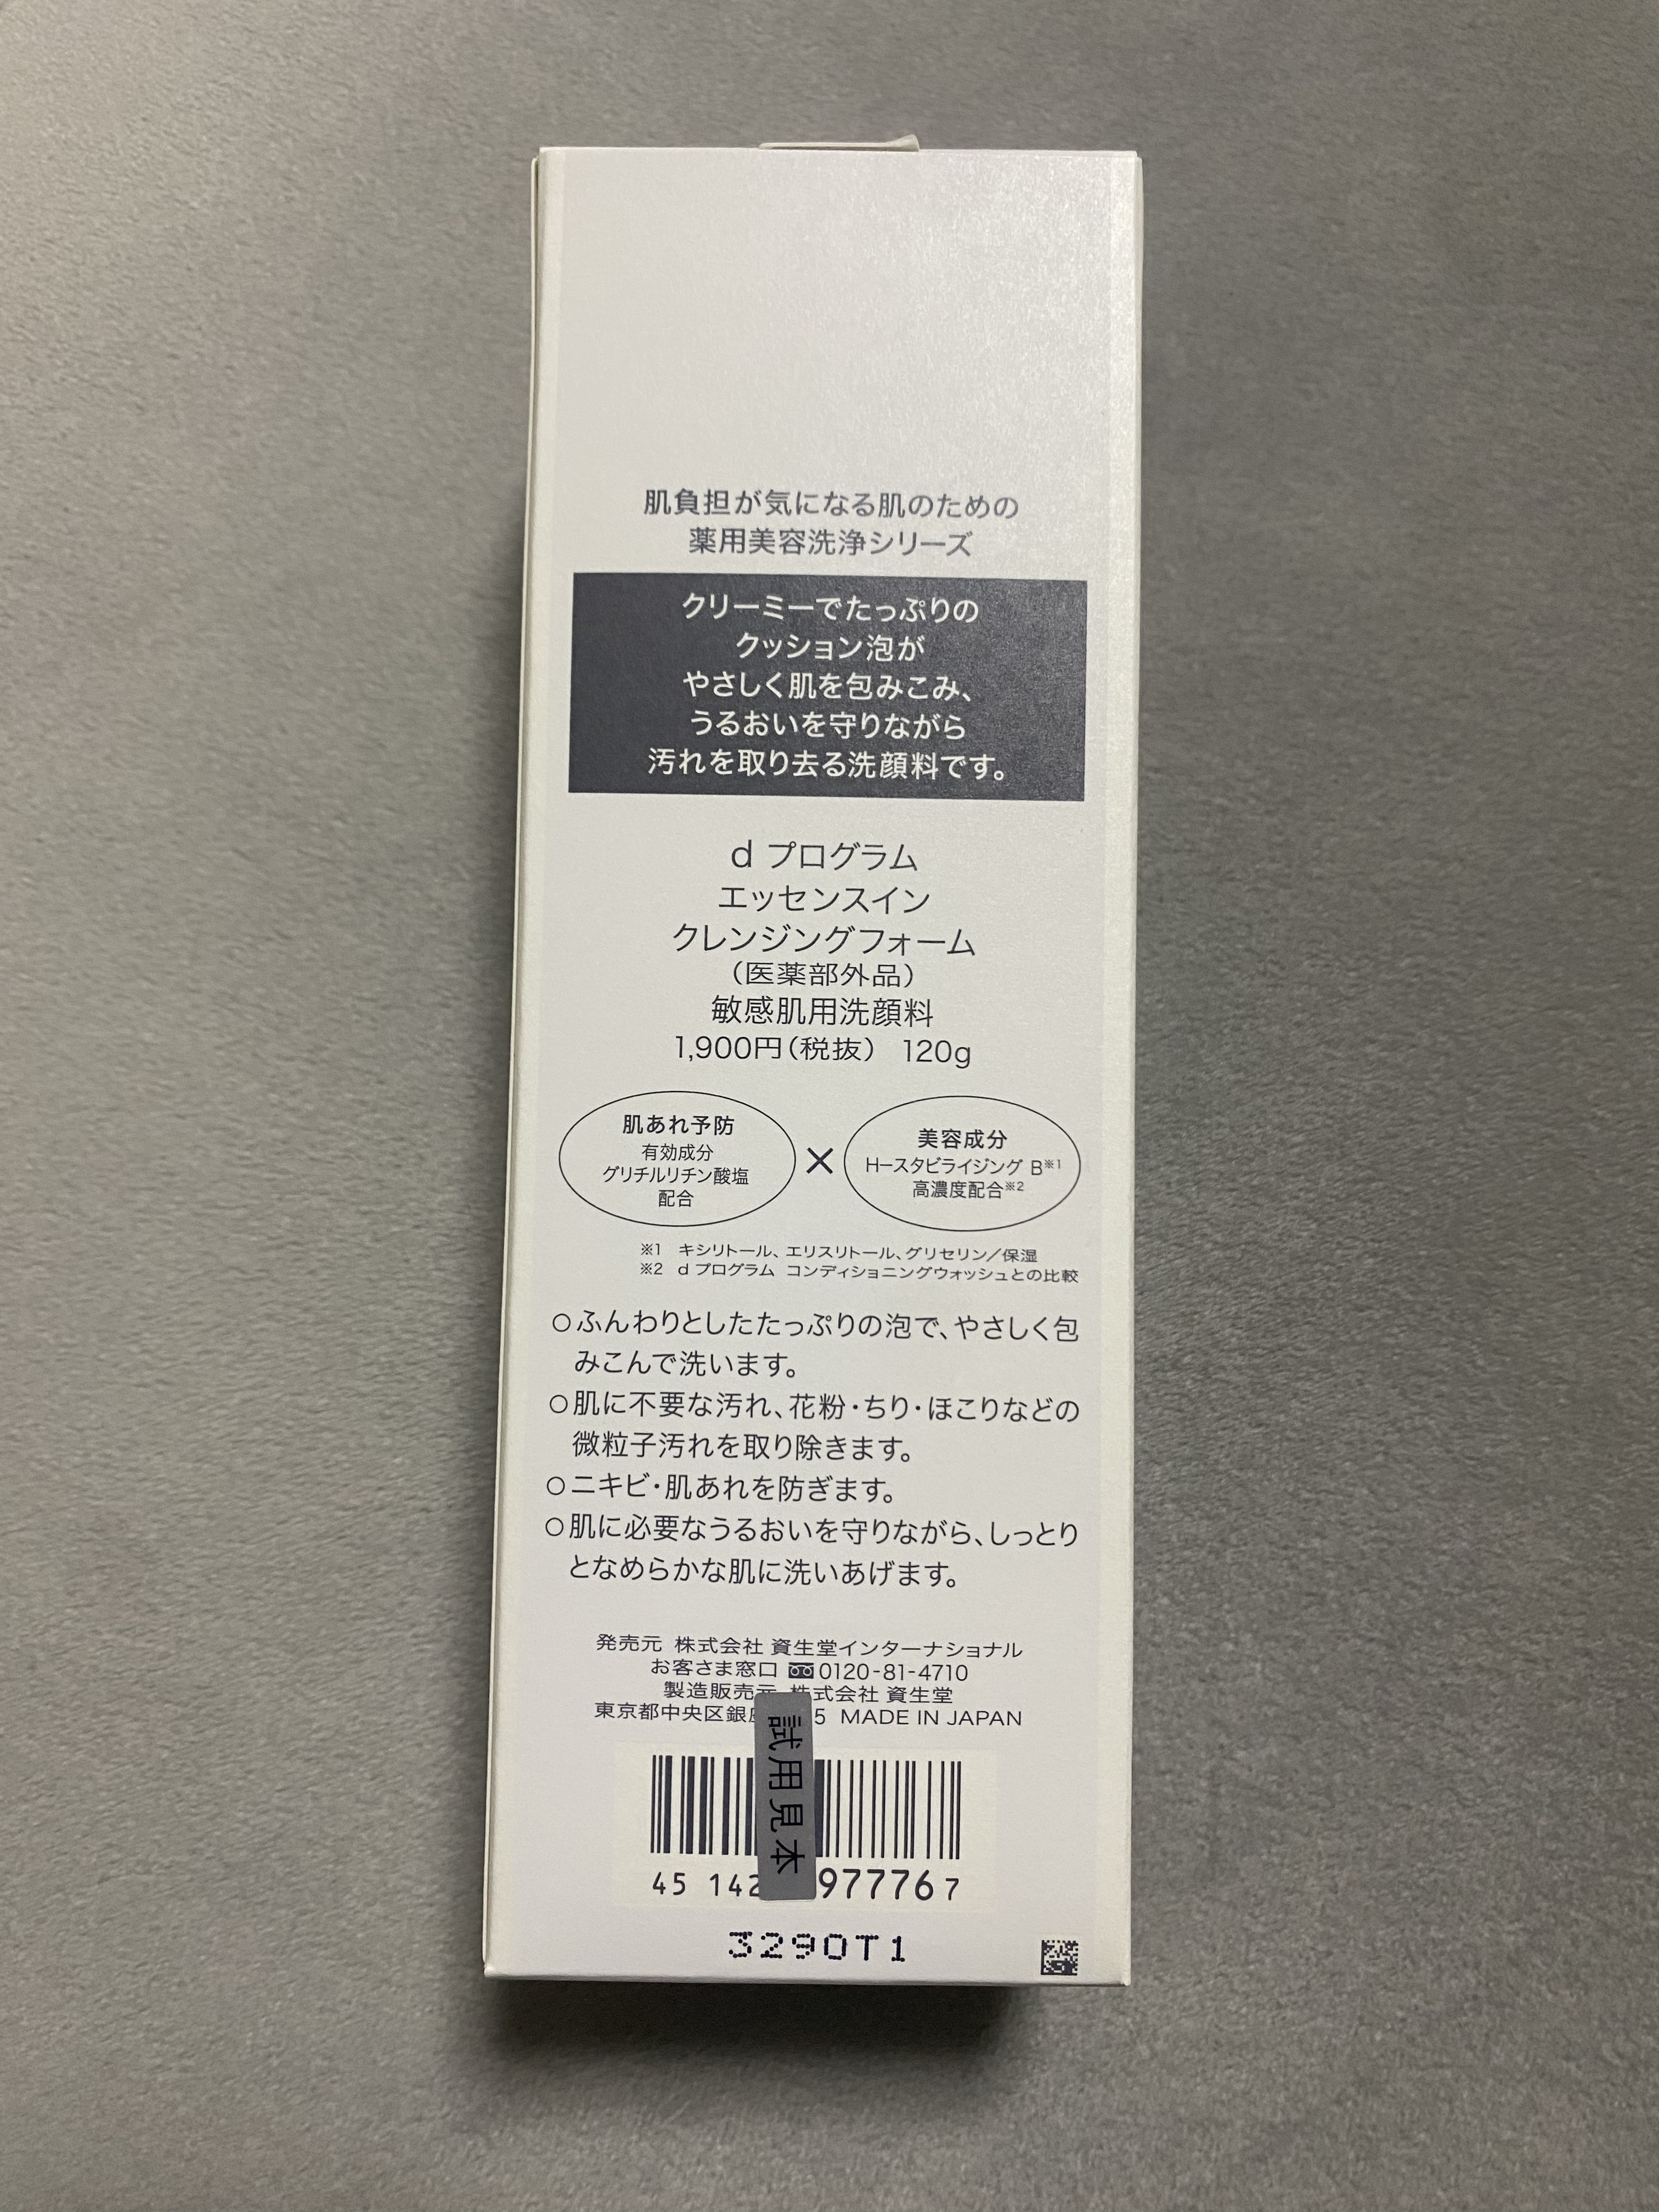 肌負担が気になる肌のための
薬用美容洗浄シリーズ
クリーミーでたっぷりの
クッション泡が
やさしく肌を包みこみ、
うるおいを守りながら
汚れを取り去る洗顔料です。
d プログラム
エッセンスイン
クレンジングフォーム
(医薬部外品)
敏感肌用洗顔料
1,900円(税抜) 120g
肌あれ予防
有効成分
グリチルリチン酸塩
配合
×
美容成分
H-スタビライジング B※1
高濃度配合※2
※1 キシリトール、エリスリトール、グリセリン/保湿
※2 d プログラム コンディショニングウォッシュとの比較
○ふんわりとしたたっぷりの泡で、やさしく包
みこんで洗います。
○肌に不要な汚れ、花粉・ちり・ほこりなどの
微粒子汚れを取り除きます。
○ニキビ・肌あれを防ぎます。
○肌に必要なうるおいを守りながら、しっとり
となめらかな肌に洗いあげます。
発売元 株式会社 資生堂インターナショナル
お客さま窓口 0120-81-4710
製造販売元 株式会社 資生堂
東京都中央区銀座 5 MADE IN JAPAN
試用見本
45 142 977767
3290T1